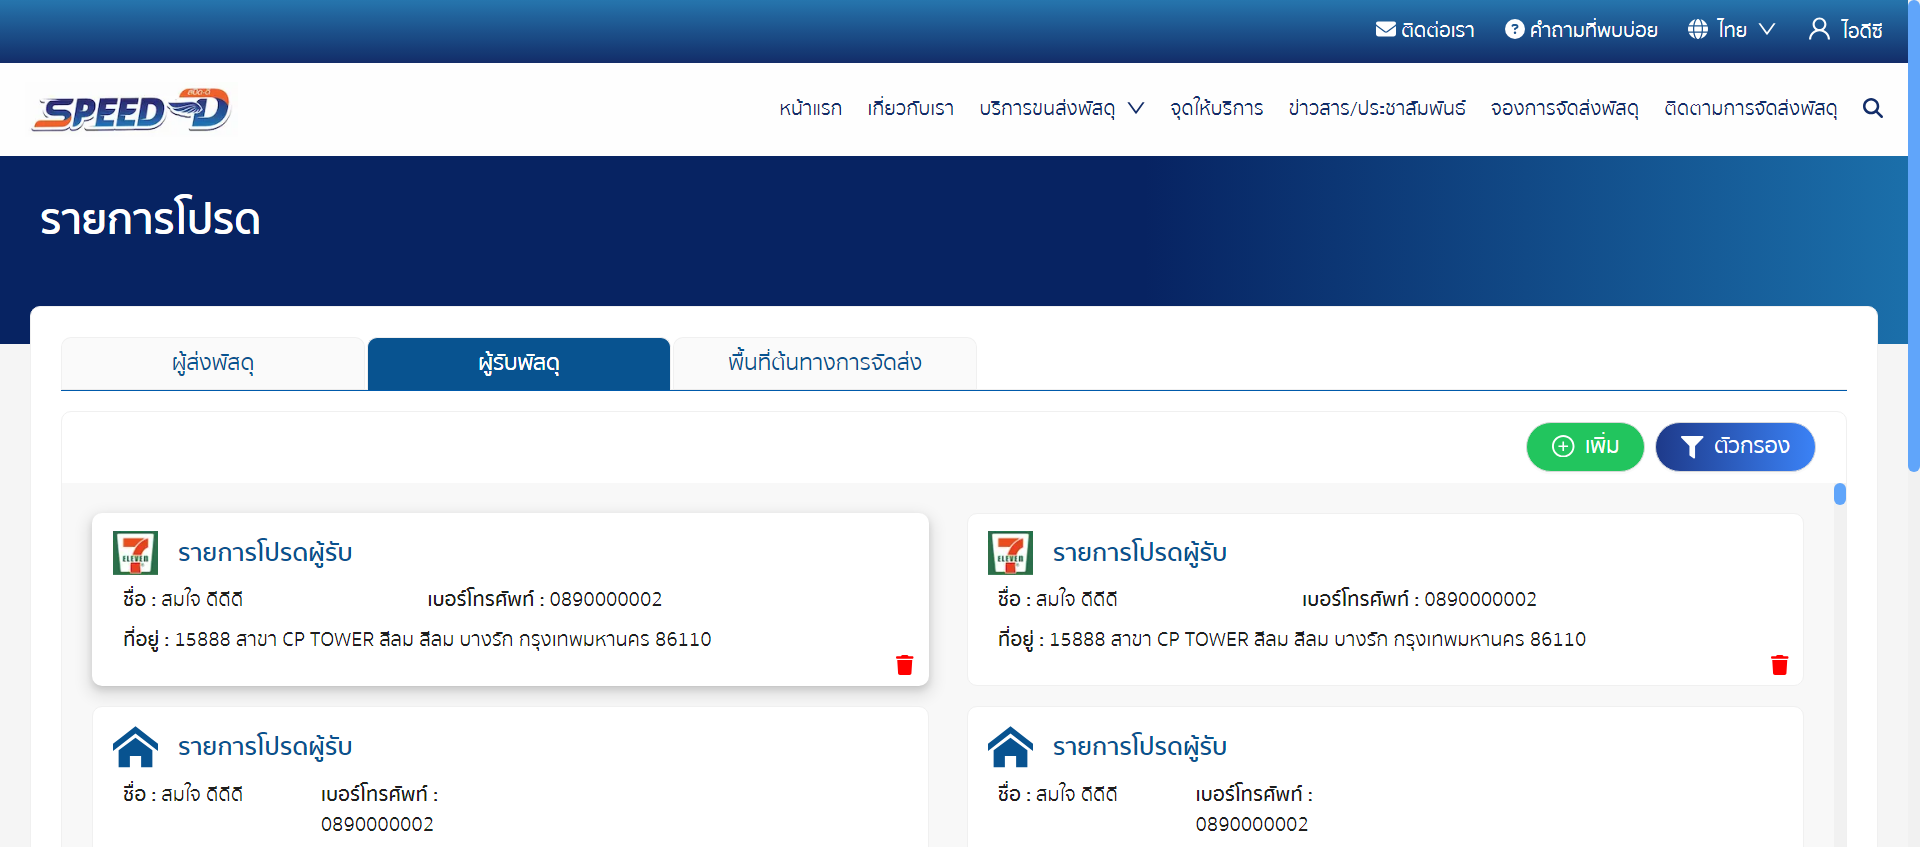 ติดต่อเรา คำถามที่พบบ่อย ไทย ไอดีซี
สปีด-ดี
SPEED-D
หน้าแรก เกี่ยวกับเรา บริการขนส่งพัสดุ จุดให้บริการ ข่าวสาร/ประชาสัมพันธ์ จองการจัดส่งพัสดุ ติดตามการจัดส่งพัสดุ
รายการโปรด
ผู้ส่งพัสดุ ผู้รับพัสดุ พื้นที่ต้นทางการจัดส่ง
เพิ่ม ตัวกรอง
7 ELEVEN รายการโปรดผู้รับ
ชื่อ : สมใจ ดีดีดี เบอร์โทรศัพท์ : 0890000002
ที่อยู่ : 15888 สาขา CP TOWER สีลม สีลม บางรัก กรุงเทพมหานคร 86110
7 ELEVEN รายการโปรดผู้รับ
ชื่อ : สมใจ ดีดีดี เบอร์โทรศัพท์ : 0890000002
ที่อยู่ : 15888 สาขา CP TOWER สีลม สีลม บางรัก กรุงเทพมหานคร 86110
รายการโปรดผู้รับ
ชื่อ : สมใจ ดีดีดี เบอร์โทรศัพท์ :
0890000002
รายการโปรดผู้รับ
ชื่อ : สมใจ ดีดีดี เบอร์โทรศัพท์ :
0890000002